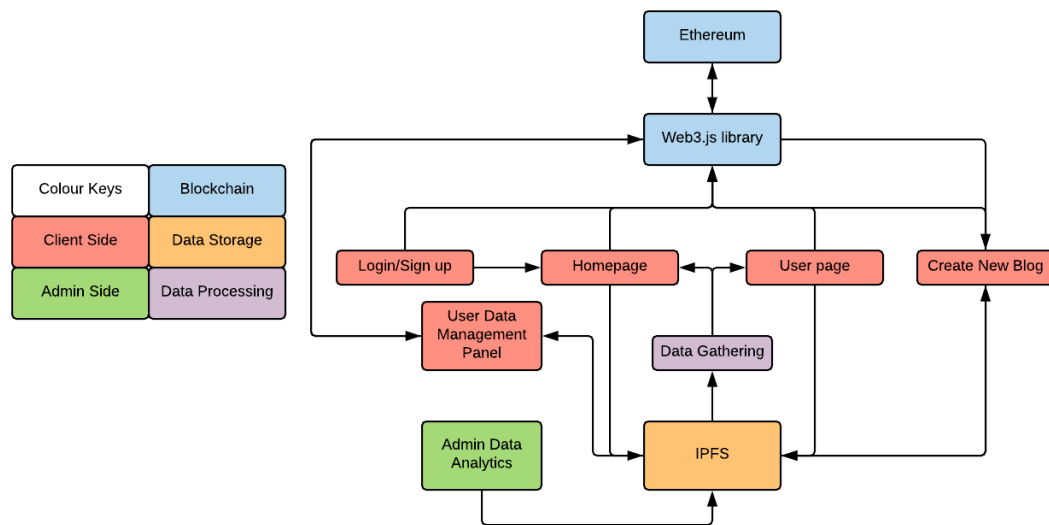 Ethereum
Web3.js library
Colour Keys
Blockchain
Client Side
Data Storage
Admin Side
Data Processing
Login/Sign up
Homepage
User page
Create New Blog
User Data
Management
Panel
Data Gathering
Admin Data
Analytics
IPFS